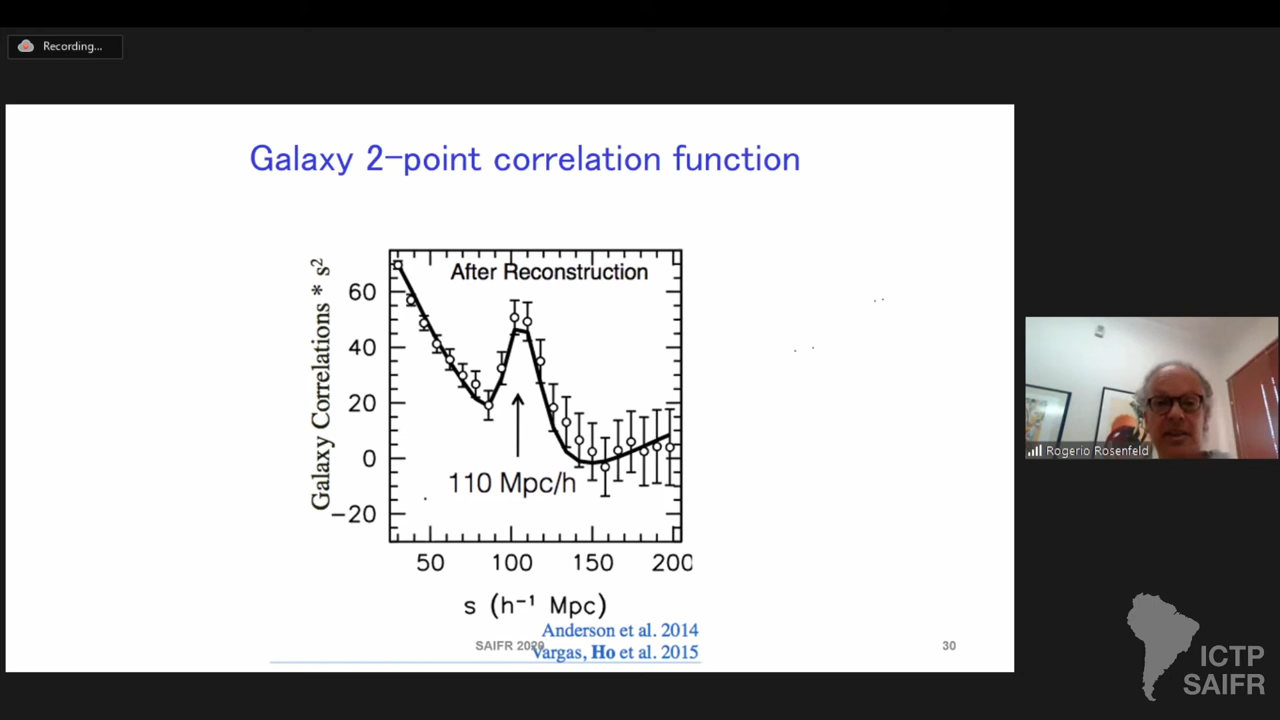 Recording...
Galaxy 2-point correlation function
After Reconstruction
Galaxy Correlations * s²
60
40
20
0
−20
110 Mpc/h
50 100 150 200
s (h⁻¹ Mpc)
Anderson et al. 2014
SAIFR 2020
Vargas, Ho et al. 2015
30
Rogerio Rosenfeld
ICTP
SAIFR